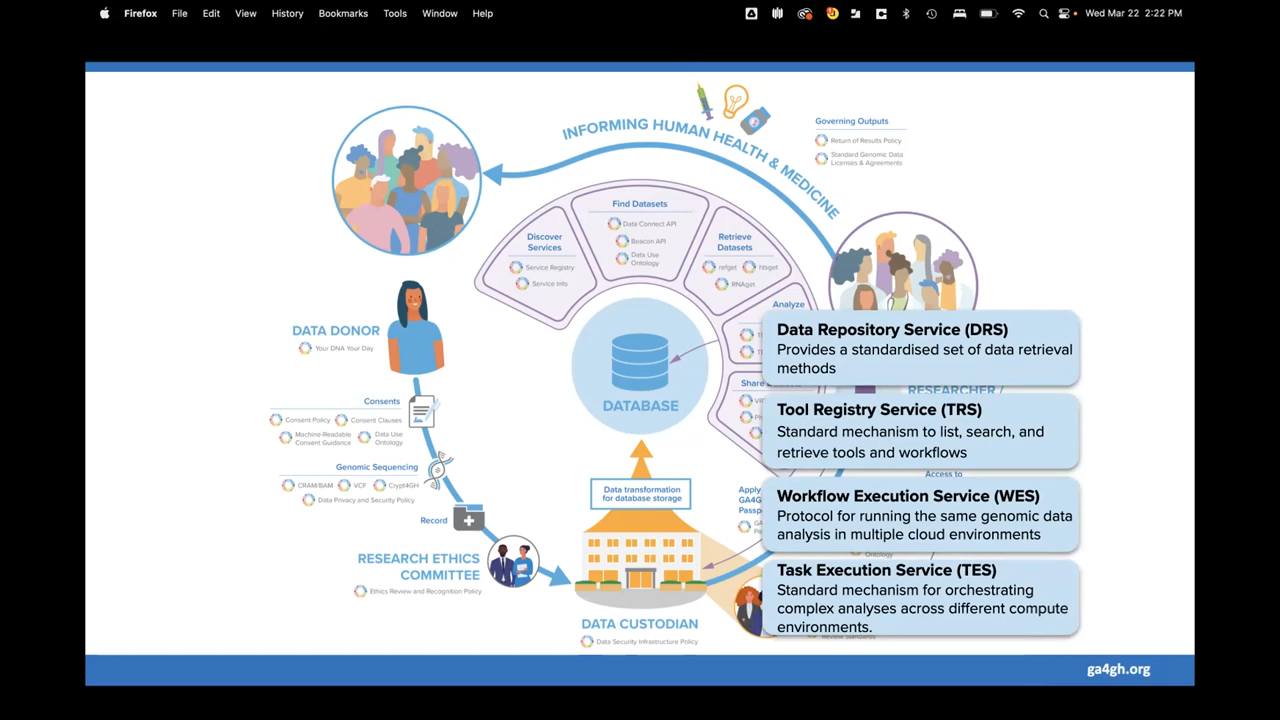 Firefox File Edit View History Bookmarks Tools Window Help
Wed Mar 22 2:22 PM
INFORMING HUMAN HEALTH & MEDICINE
Governing Outputs
Return of Results Policy
Standard Genomic Data
Licenses & Agreements
Find Datasets
Data Connect API
Beacon API
Data Use
Ontology
Discover
Services
Service Registry
Service Info
Retrieve
Datasets
refget htsget
RNAget
Analyze
DATA DONOR
Your DNA Your Day
Data Repository Service (DRS)
Provides a standardised set of data retrieval
methods
RESEARCHER /
Share
DATABASE
Tool Registry Service (TRS)
Standard mechanism to list, search, and
retrieve tools and workflows
Consents
Consent Policy Consent Clauses
Machine-Readable
Consent Guidance
Data Use
Ontology
Genomic Sequencing
CRAM/BAM VCF Crypt4GH
Data Privacy and Security Policy
Access to
Data transformation
for database storage
Apply
Workflow Execution Service (WES)
Protocol for running the same genomic data
analysis in multiple cloud environments
Ontology
Record
RESEARCH ETHICS
COMMITTEE
Ethics Review and Recognition Policy
Task Execution Service (TES)
Standard mechanism for orchestrating
complex analyses across different compute
environments.
Review Standards
DATA CUSTODIAN
Data Security Infrastructure Policy
ga4gh.org